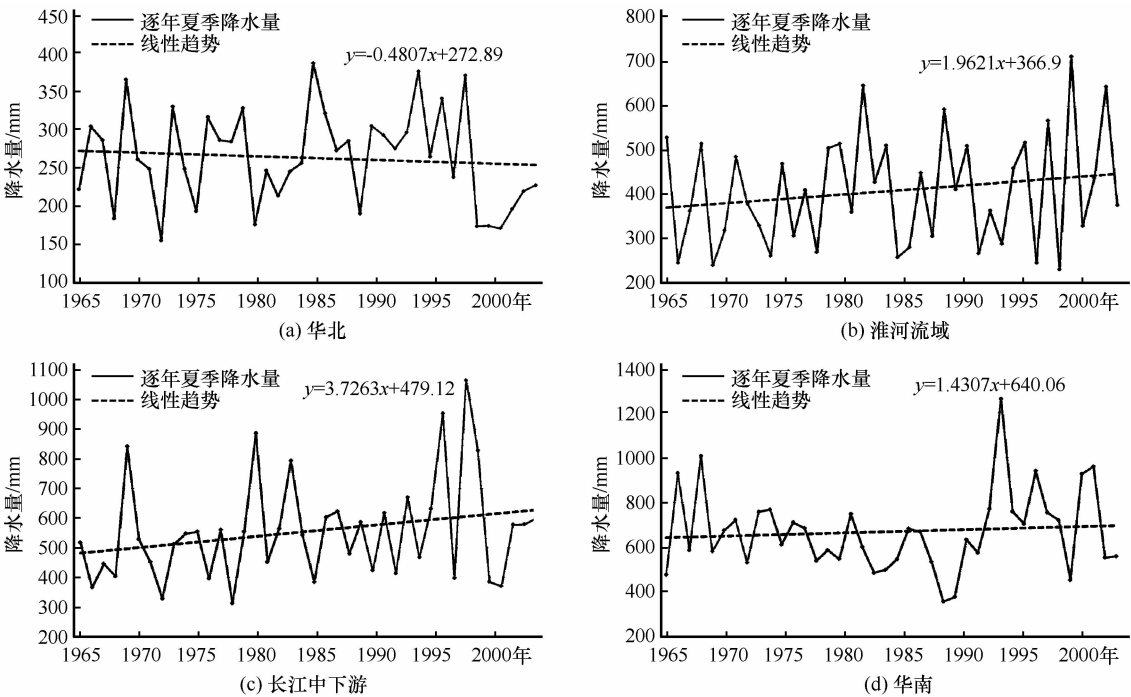 450
400
350
300
250
200
150
100
降水量/mm
逐年夏季降水量
线性趋势
y=-0.4807x+272.89
1965 1970 1975 1980 1985 1990 1995 2000年
(a) 华北
800
700
600
500
400
300
200
降水量/mm
逐年夏季降水量
线性趋势
y=1.9621x+366.9
1965 1970 1975 1980 1985 1990 1995 2000年
(b) 淮河流域
1100
1000
900
800
700
600
500
400
300
200
降水量/mm
逐年夏季降水量
线性趋势
y=3.7263x+479.12
1965 1970 1975 1980 1985 1990 1995 2000年
(c) 长江中下游
1400
1200
1000
800
600
400
200
降水量/mm
逐年夏季降水量
线性趋势
y=1.4307x+640.06
1965 1970 1975 1980 1985 1990 1995 2000年
(d) 华南